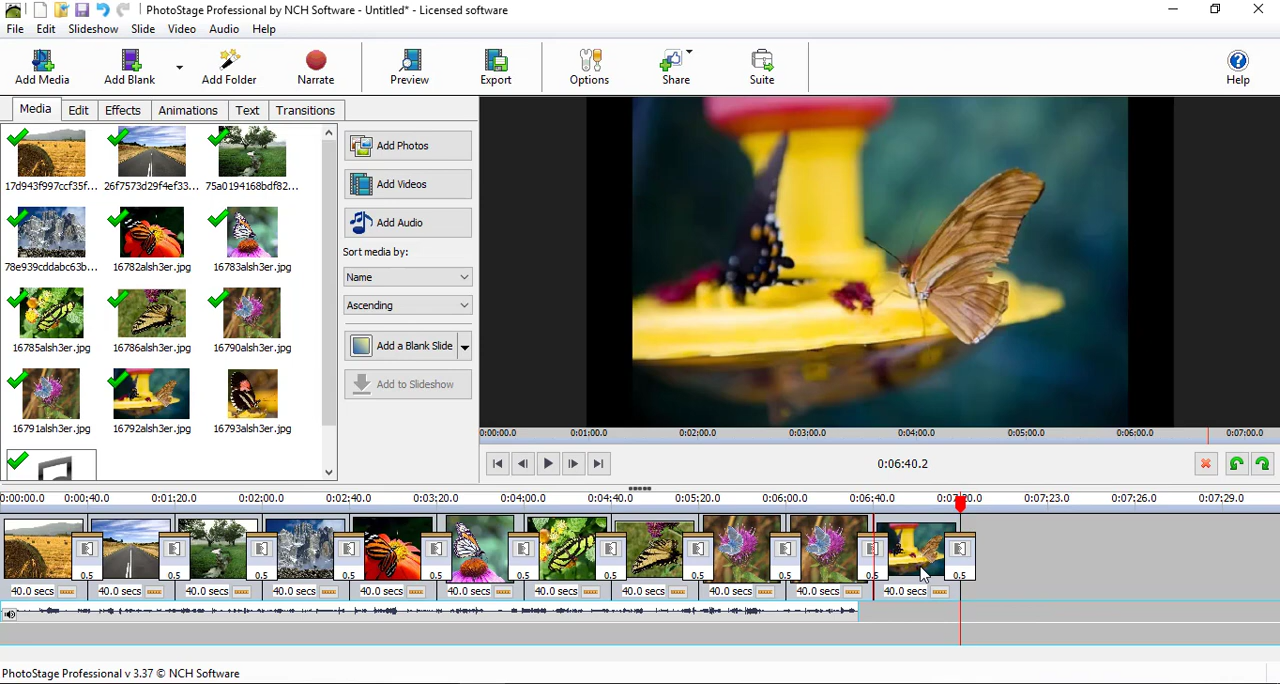 PhotoStage Professional by NCH Software - Untitled* - Licensed software
File Edit Slideshow Slide Video Audio Help
Add Media Add Blank Add Folder Narrate Preview Export Options Share Suite Help
Media Edit Effects Animations Text Transitions
17d943f997ccf35f... 26f7573d29f4ef33... 75a0194168bdf82...
78e939cddabc63b... 16782alsh3er.jpg 16783alsh3er.jpg
16785alsh3er.jpg 16786alsh3er.jpg 16790alsh3er.jpg
16791alsh3er.jpg 16792alsh3er.jpg 16793alsh3er.jpg
Add Photos
Add Videos
Add Audio
Sort media by:
Name
Ascending
Add a Blank Slide
Add to Slideshow
0:00:00.0 0:01:00.0 0:02:00.0 0:03:00.0 0:04:00.0 0:05:00.0 0:06:00.0 0:07:00.0
0:06:40.2
0:00:00.0 0:00:40.0 0:01:20.0 0:02:00.0 0:02:40.0 0:03:20.0 0:04:00.0 0:04:40.0 0:05:20.0 0:06:00.0 0:06:40.0 0:07:20.0 0:07:23.0 0:07:26.0 0:07:29.0
0.5 0.5 0.5 0.5 0.5 0.5 0.5 0.5 0.5 0.5 0.5
40.0 secs 40.0 secs 40.0 secs 40.0 secs 40.0 secs 40.0 secs 40.0 secs 40.0 secs 40.0 secs 40.0 secs 40.0 secs
PhotoStage Professional v 3.37 © NCH Software